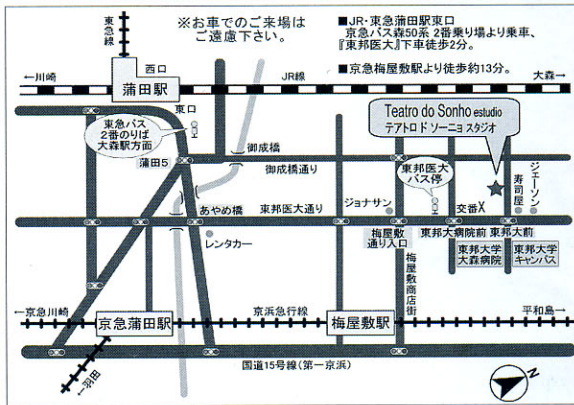 ※お車でのご来場は
ご遠慮下さい。
■JR・東急蒲田駅東口
京急バス森50系 2番乗り場より乗車、
『東邦医大』下車徒歩2分。
■京急梅屋敷駅より徒歩約13分。
東急線
←川崎
西口
JR線
大森→
蒲田駅
東口
東急バス
2番のりば
大森駅方面
Teatro do Sonho estudio
テアトロ ド ソーニョ スタジオ
蒲田5
御成橋
御成橋通り
東邦医大
バス停
あやめ橋
東邦医大通り
ジョナサン
交番X
寿司屋
ジェーソン
レンタカー
梅屋敷
通り入口
東邦大病院前
東邦大前
東邦大学
大森病院
東邦大学
キャンパス
梅屋敷商店街
←京急川崎
京浜急行線
平和島→
京急蒲田駅
梅屋敷駅
国道15号線(第一京浜)
←羽田
N